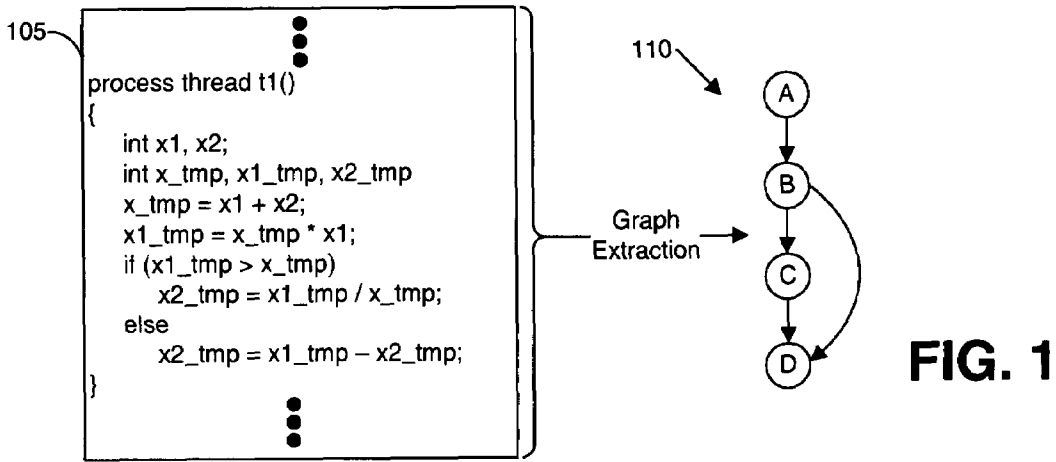 105
process thread t1()
{
int x1, x2;
int x_tmp, x1_tmp, x2_tmp
x_tmp = x1 + x2;
x1_tmp = x_tmp * x1;
if (x1_tmp > x_tmp)
x2_tmp = x1_tmp / x_tmp;
else
x2_tmp = x1_tmp – x2_tmp;
}
Graph
Extraction
110
A
B
C
D
FIG. 1